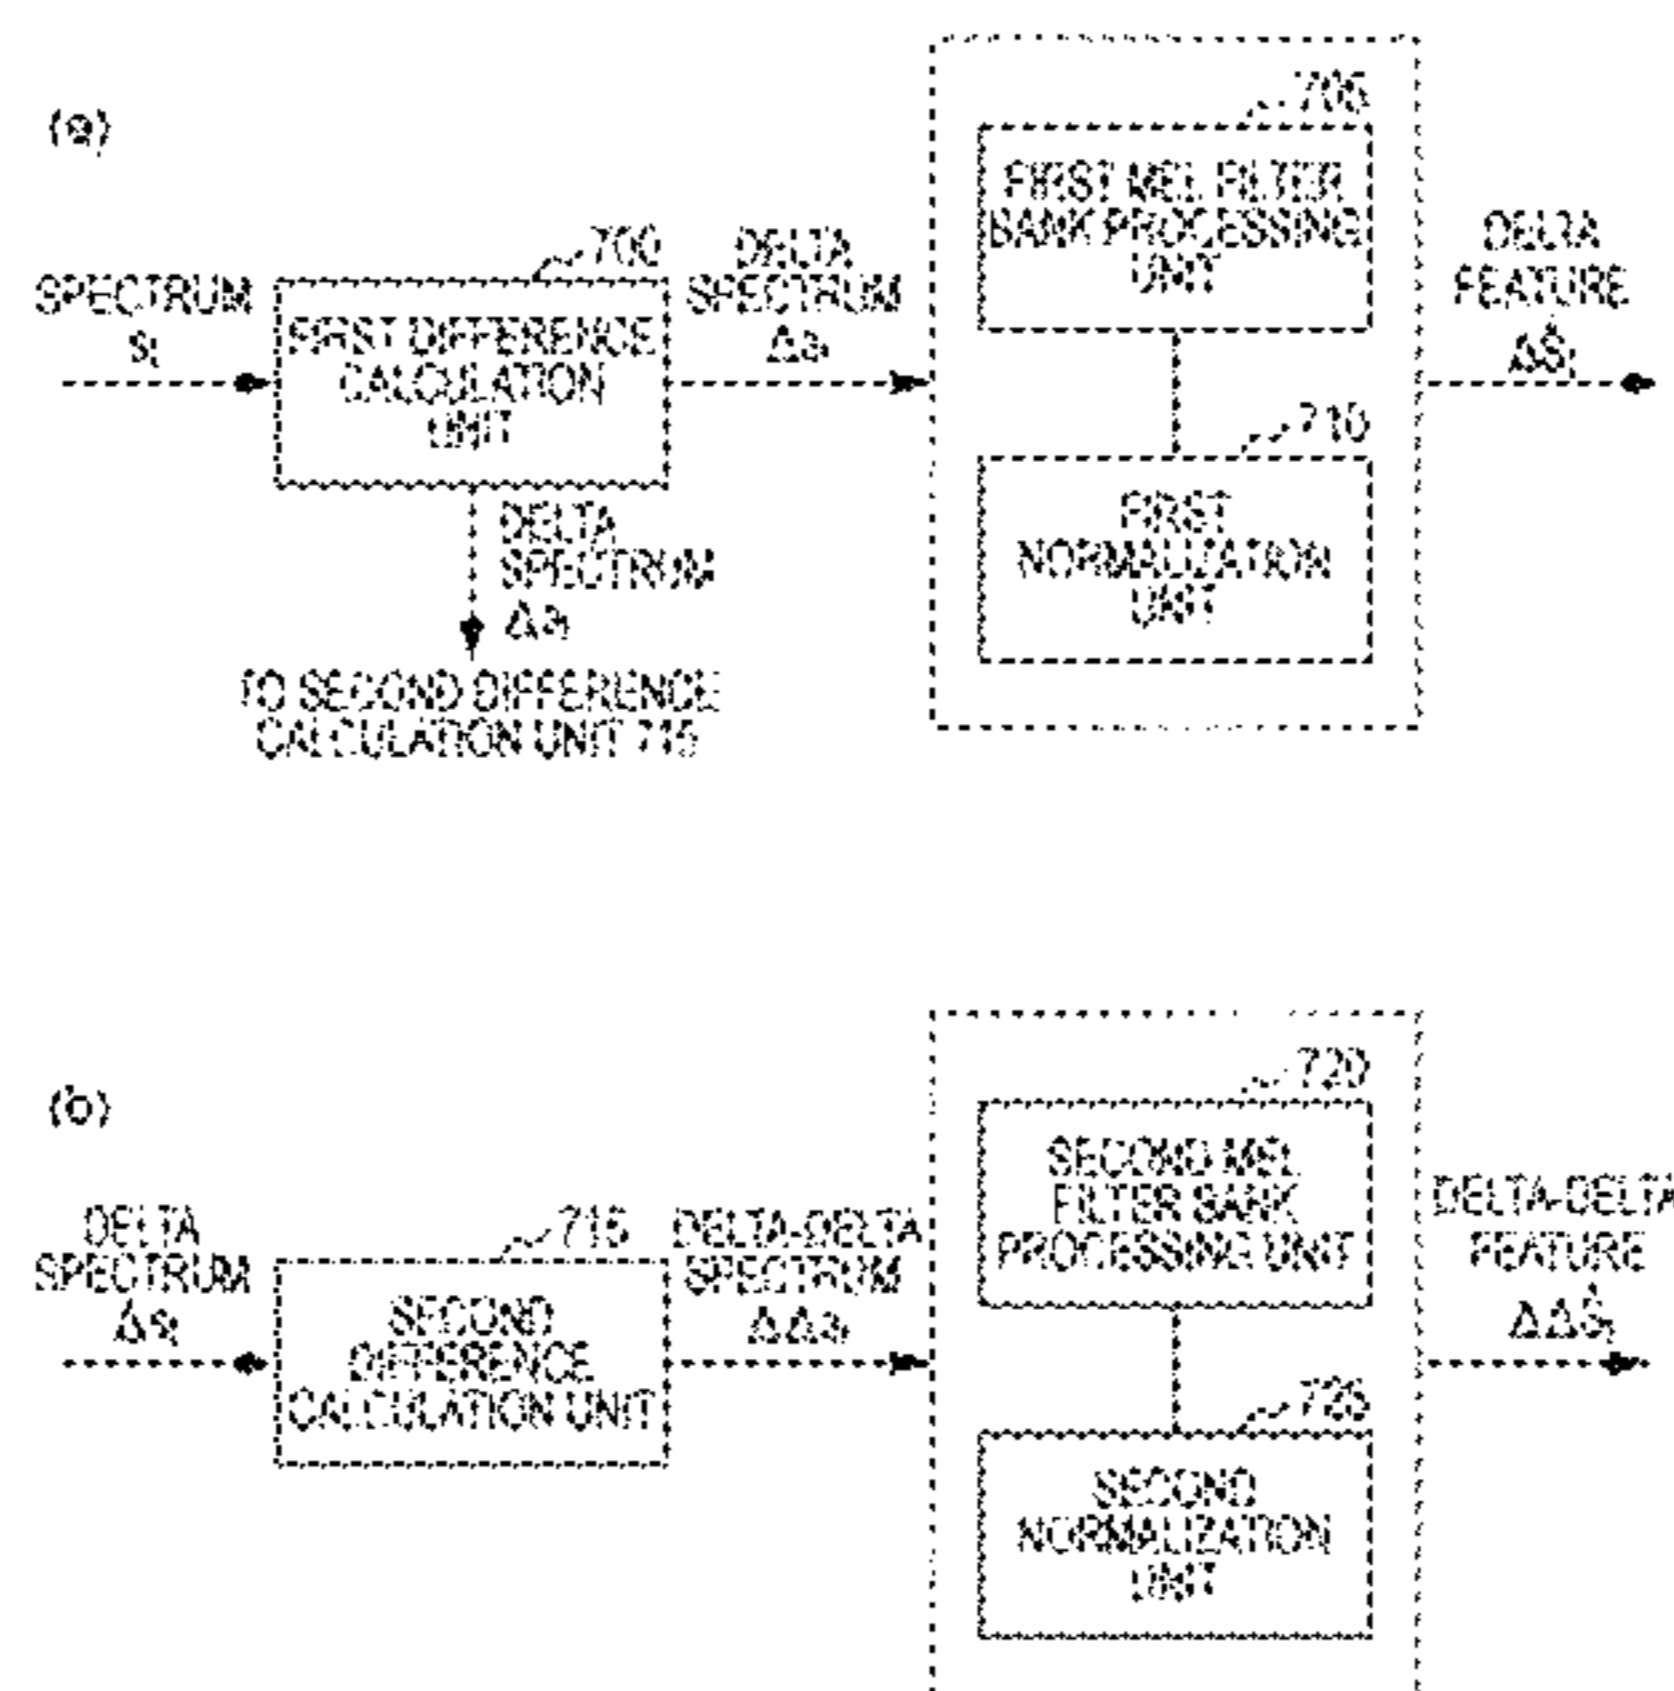 (a)
SPECTRUM
700
FIRST DIFFERENCE
CALCULATION
UNIT
DELTA
SPECTRUM
705
FIRST MEL FILTER
BANK PROCESSING
UNIT
DELTA
FEATURE
710
FIRST
NORMALIZATION
UNIT
DELTA
SPECTRUM
TO SECOND DIFFERENCE
CALCULATION UNIT 715
(b)
DELTA
SPECTRUM
715
SECOND
DIFFERENCE
CALCULATION UNIT
DELTA-DELTA
SPECTRUM
720
SECOND MEL
FILTER BANK
PROCESSING UNIT
DELTA-DELTA
FEATURE
725
SECOND
NORMALIZATION
UNIT